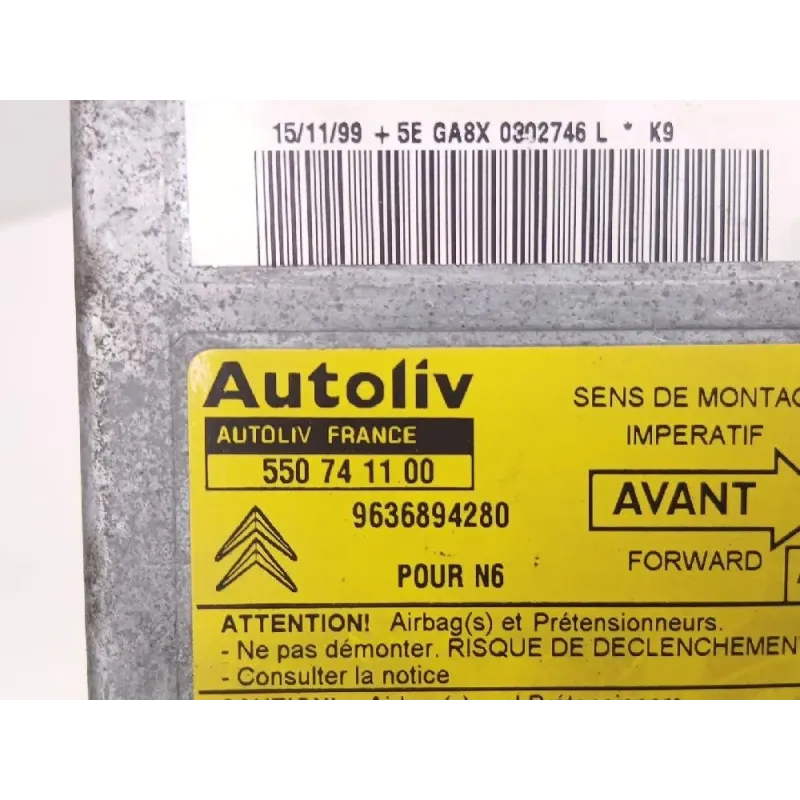 15/11/99 + 5E GA8X 0302746 L * K9
Autoliv
AUTOLIV FRANCE
550 74 11 00
9636894280
POUR N6
SENS DE MONTAG
IMPERATIF
AVANT
FORWARD
A
ATTENTION! Airbag(s) et Prétensionneurs.
- Ne pas démonter. RISQUE DE DECLENCHEMEN
- Consulter la notice